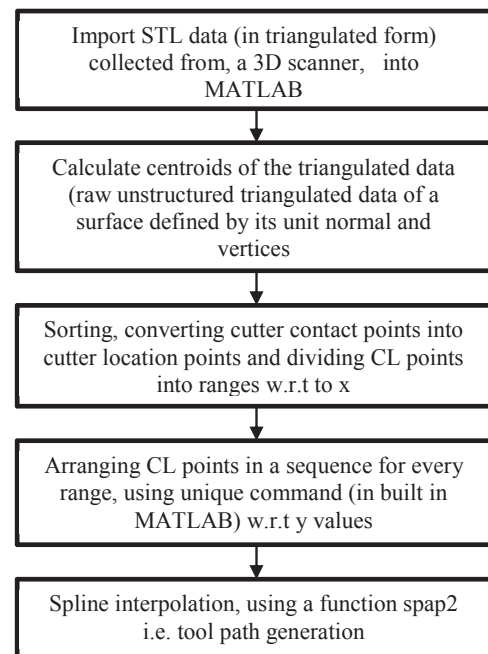 Import STL data (in triangulated form)
collected from, a 3D scanner, into
MATLAB
Calculate centroids of the triangulated data
(raw unstructured triangulated data of a
surface defined by its unit normal and
vertices
Sorting, converting cutter contact points into
cutter location points and dividing CL points
into ranges w.r.t to x
Arranging CL points in a sequence for every
range, using unique command (in built in
MATLAB) w.r.t y values
Spline interpolation, using a function spap2
i.e. tool path generation